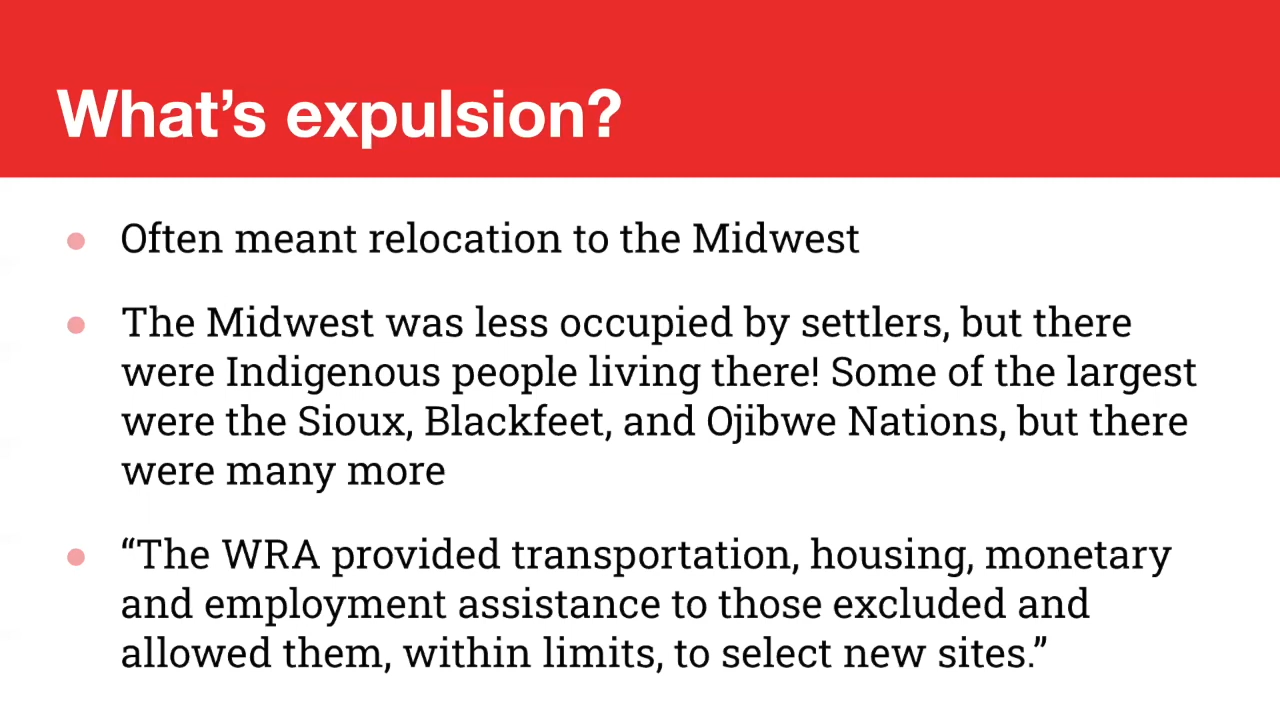 What’s expulsion?
● Often meant relocation to the Midwest
● The Midwest was less occupied by settlers, but there
were Indigenous people living there! Some of the largest
were the Sioux, Blackfeet, and Ojibwe Nations, but there
were many more
● “The WRA provided transportation, housing, monetary
and employment assistance to those excluded and
allowed them, within limits, to select new sites.”